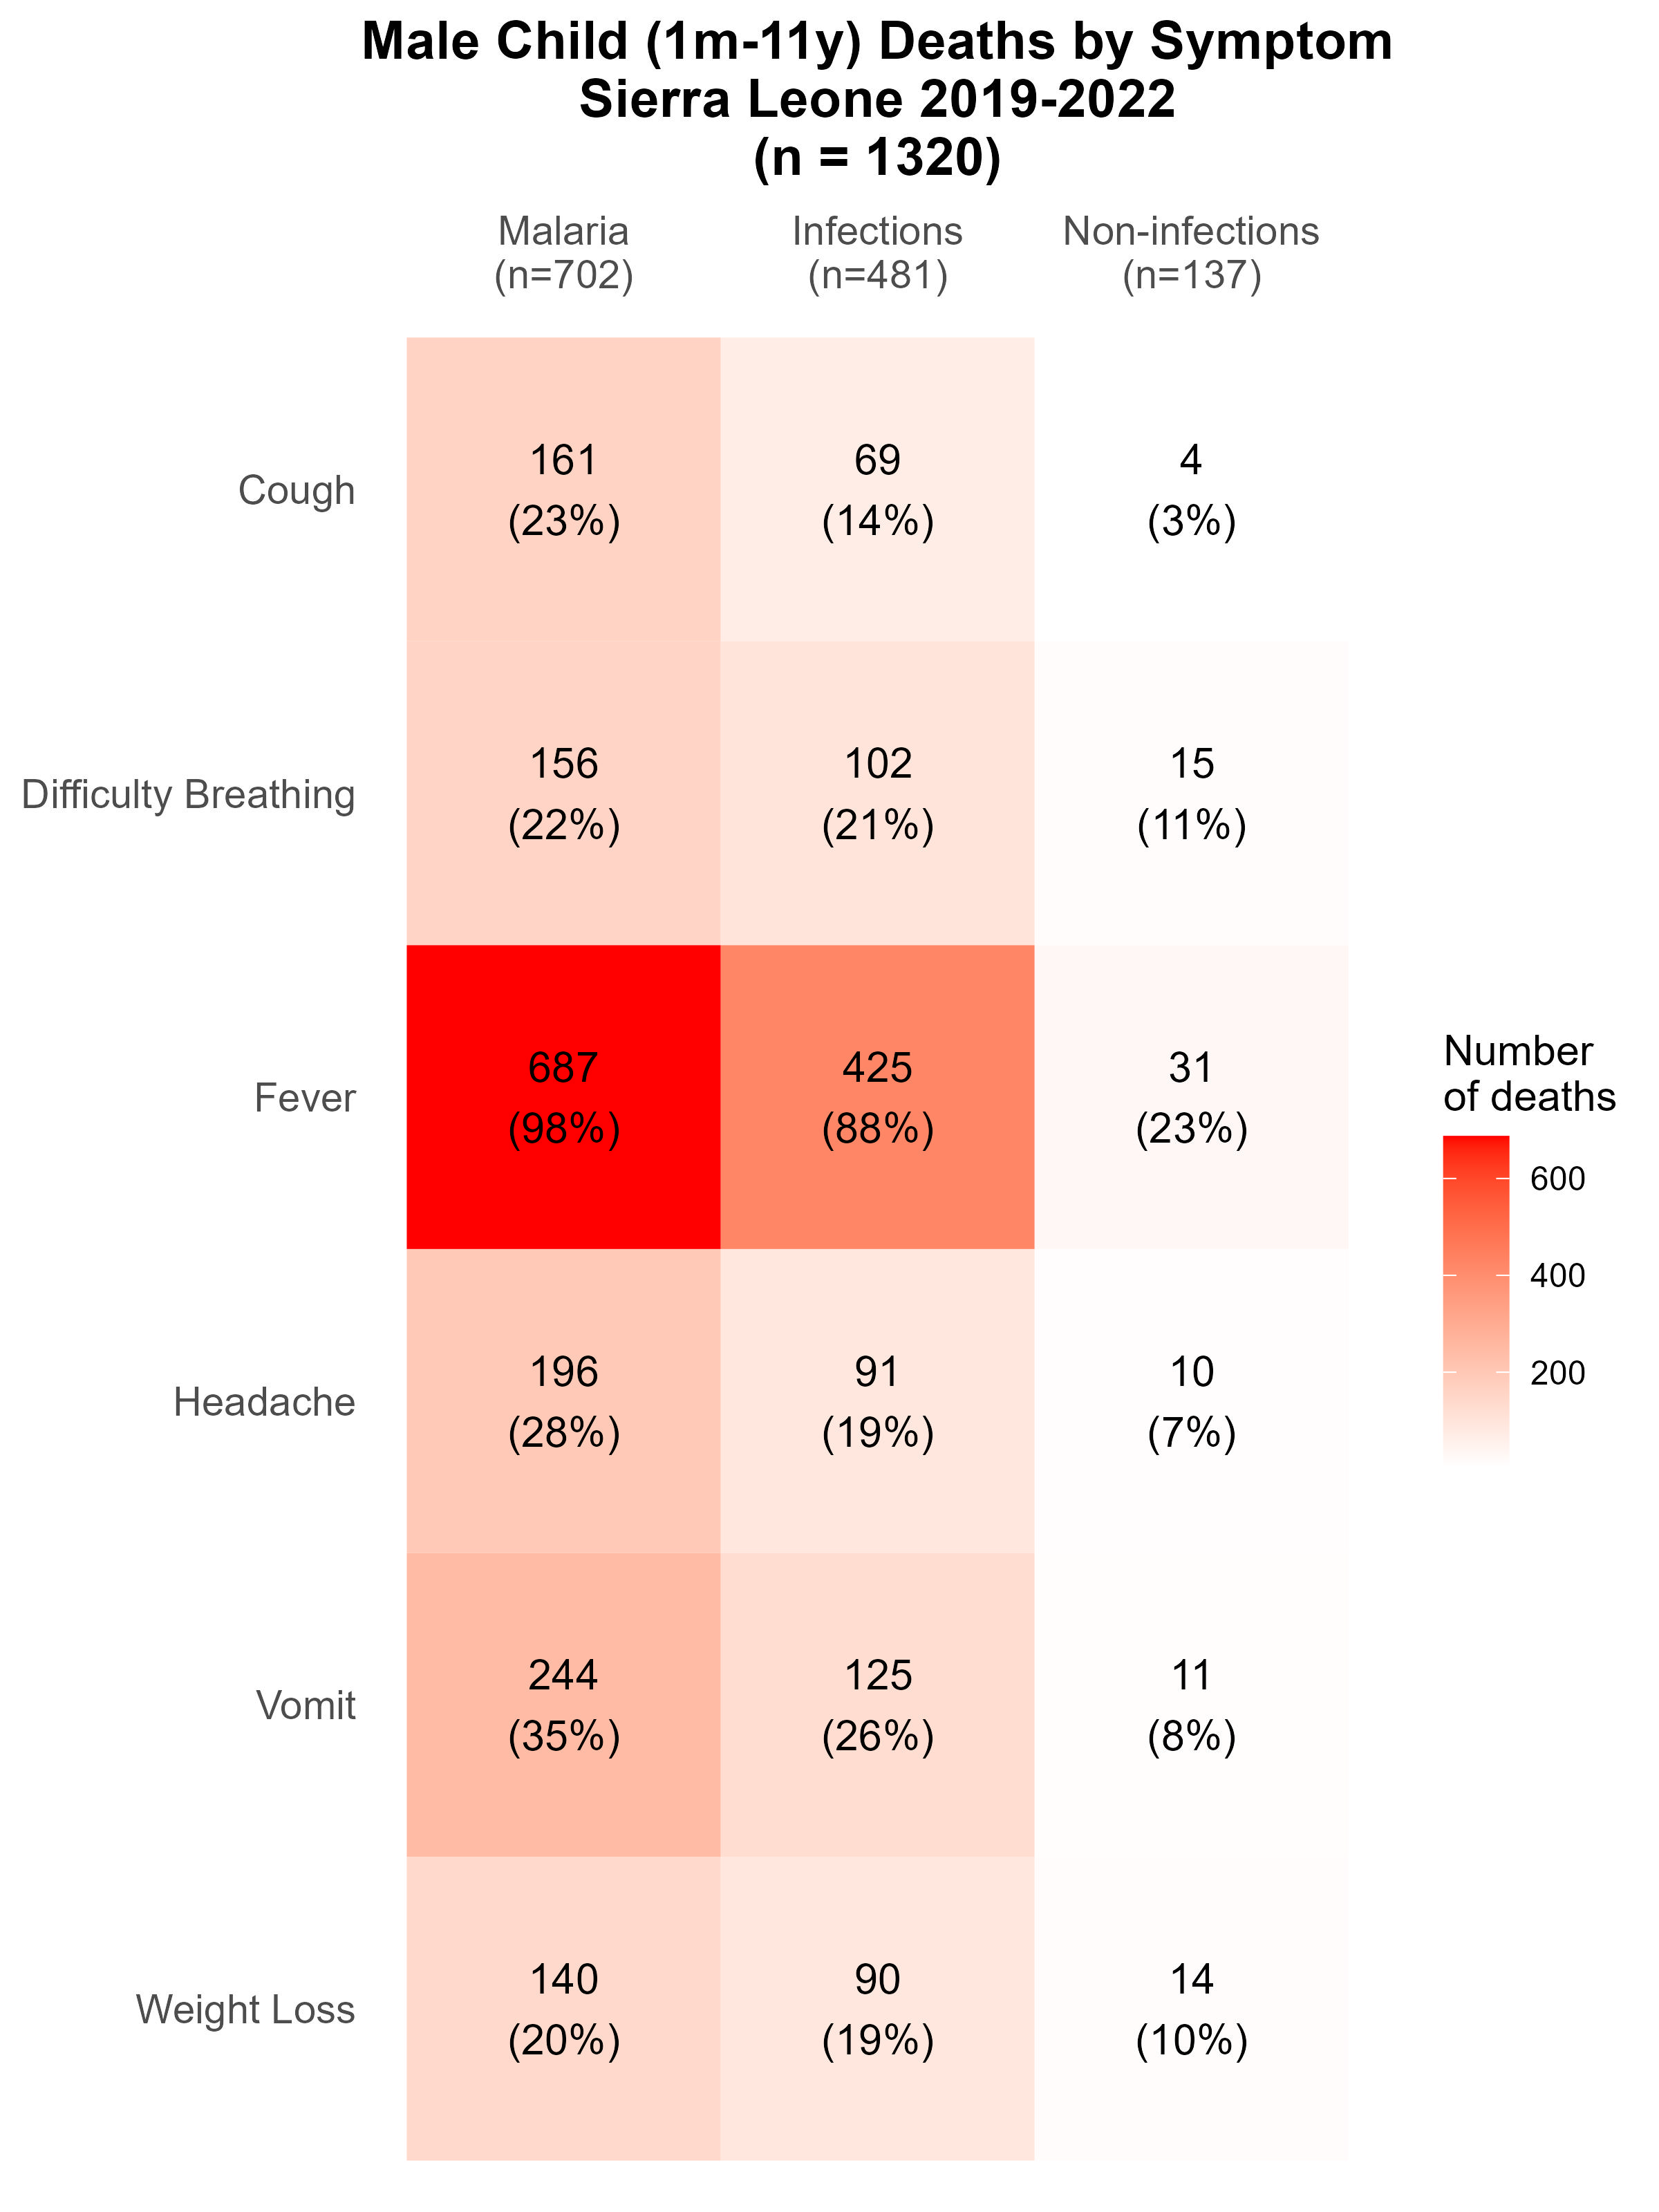 Male Child (1m-11y) Deaths by Symptom
Sierra Leone 2019-2022
(n = 1320)
Malaria Infections Non-infections
(n=702) (n=481) (n=137)
161 69 4
Cough
(23%) (14%) (3%)
156 102 15
Difficulty Breathing
(22%) (21%) (11%)
687 425 31
Fever
(98%) (88%) (23%)
196 91 10
Headache
(28%) (19%) (7%)
244 125 11
Vomit
(35%) (26%) (8%)
140 90 14
Weight Loss
(20%) (19%) (10%)
Number
of deaths
600
400
200